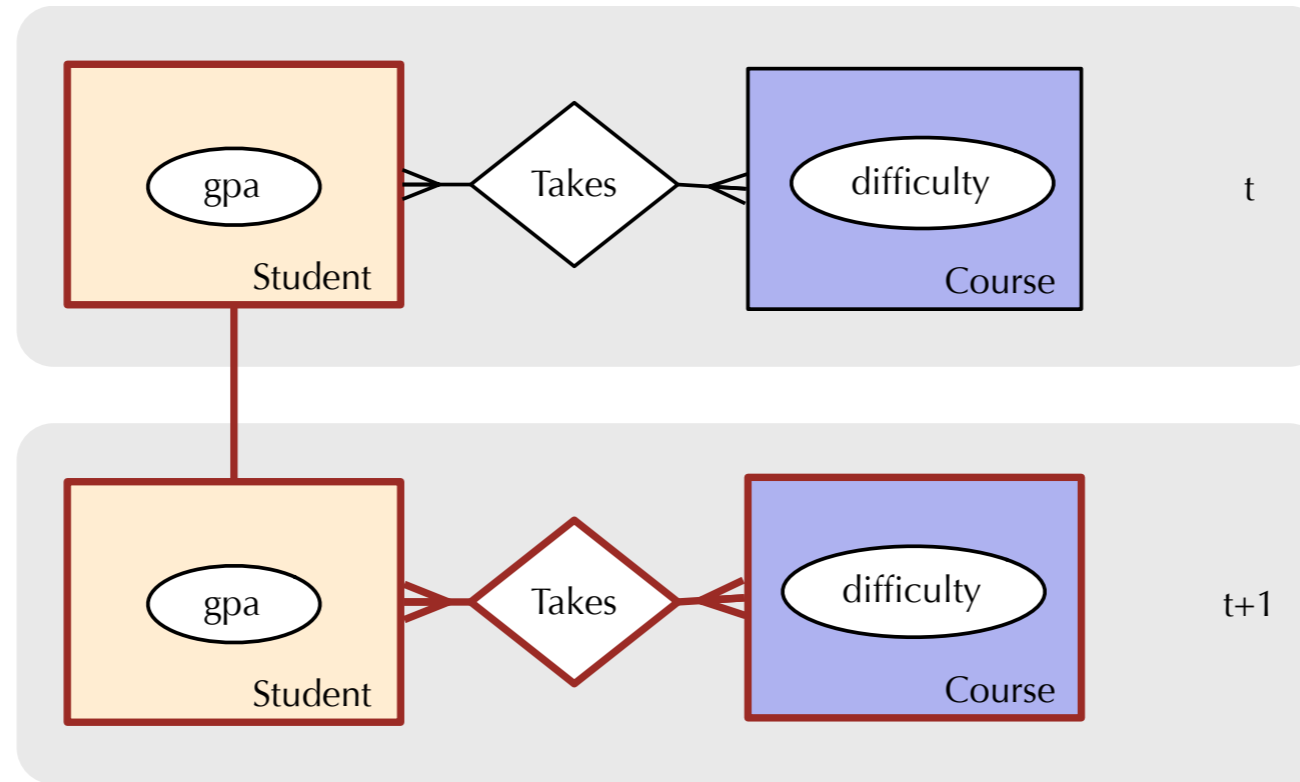 gpa
Student
Takes
difficulty
Course
t
gpa
Student
Takes
difficulty
Course
t+1